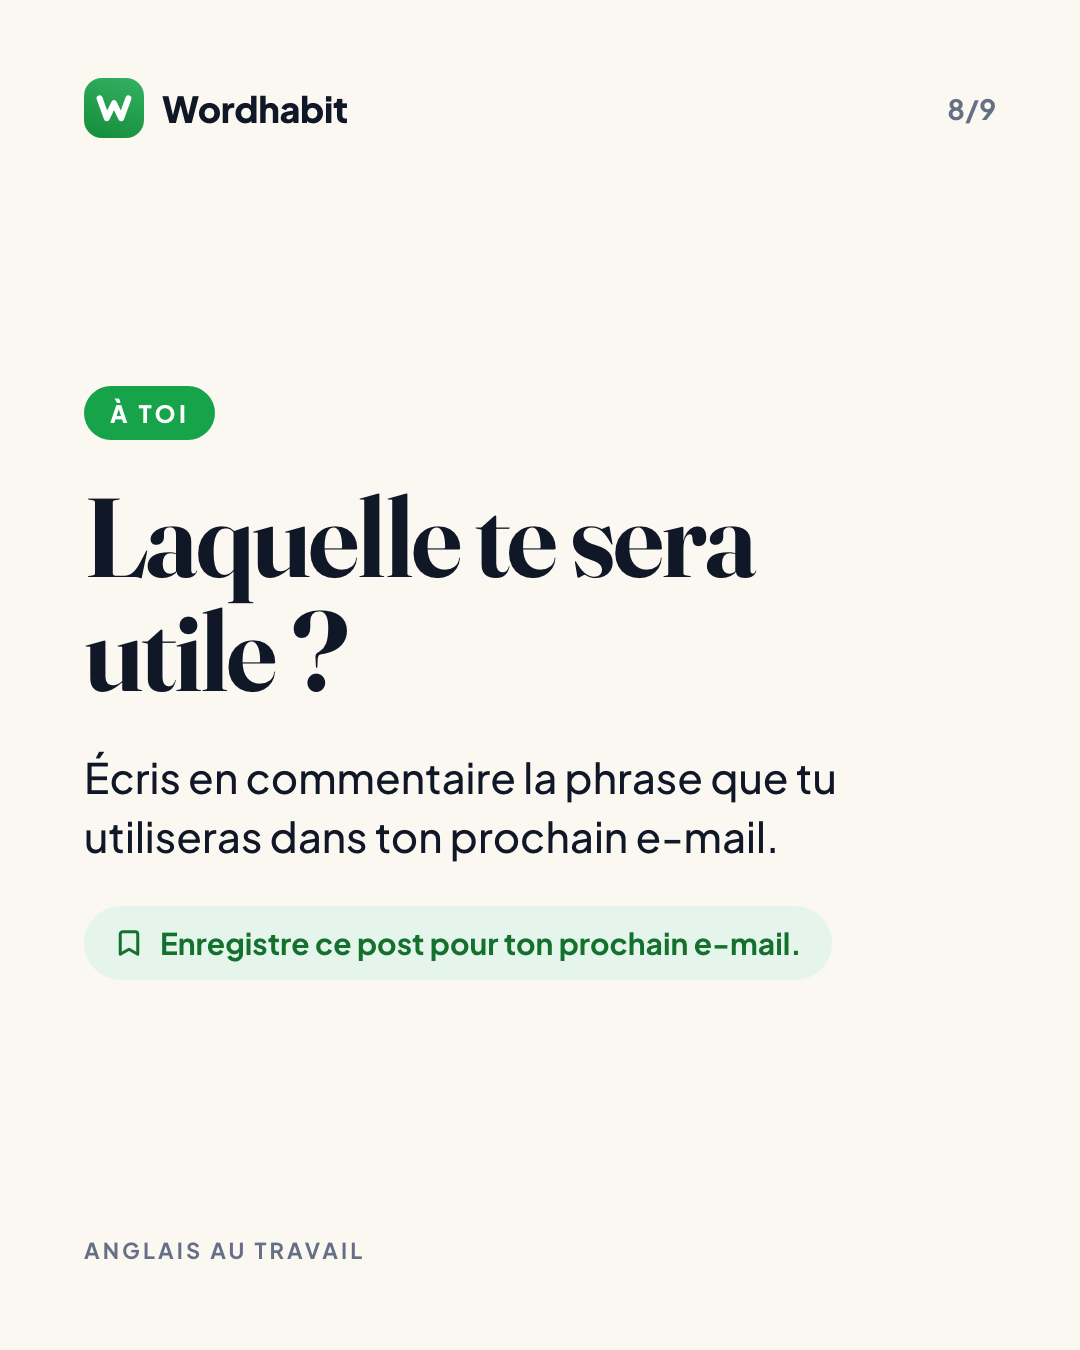 Wordhabit
8/9
À TOI
Laquelle te sera
utile ?
Écris en commentaire la phrase que tu
utiliseras dans ton prochain e-mail.
Enregistre ce post pour ton prochain e-mail.
ANGLAIS AU TRAVAIL